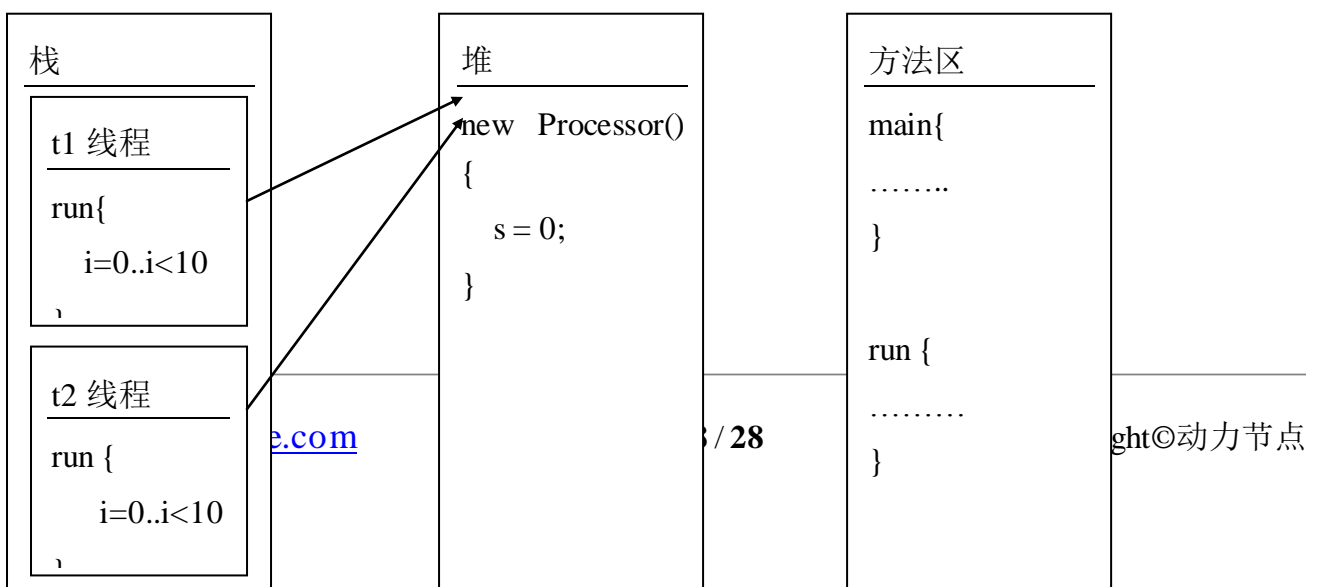 栈
t1 线程
run{
i=0..i<10
}
t2 线程
run {
i=0..i<10
}
堆
new Processor()
{
s = 0;
}
方法区
main{
……..
}
run {
………
}
e.com
/ 28
ght©动力节点